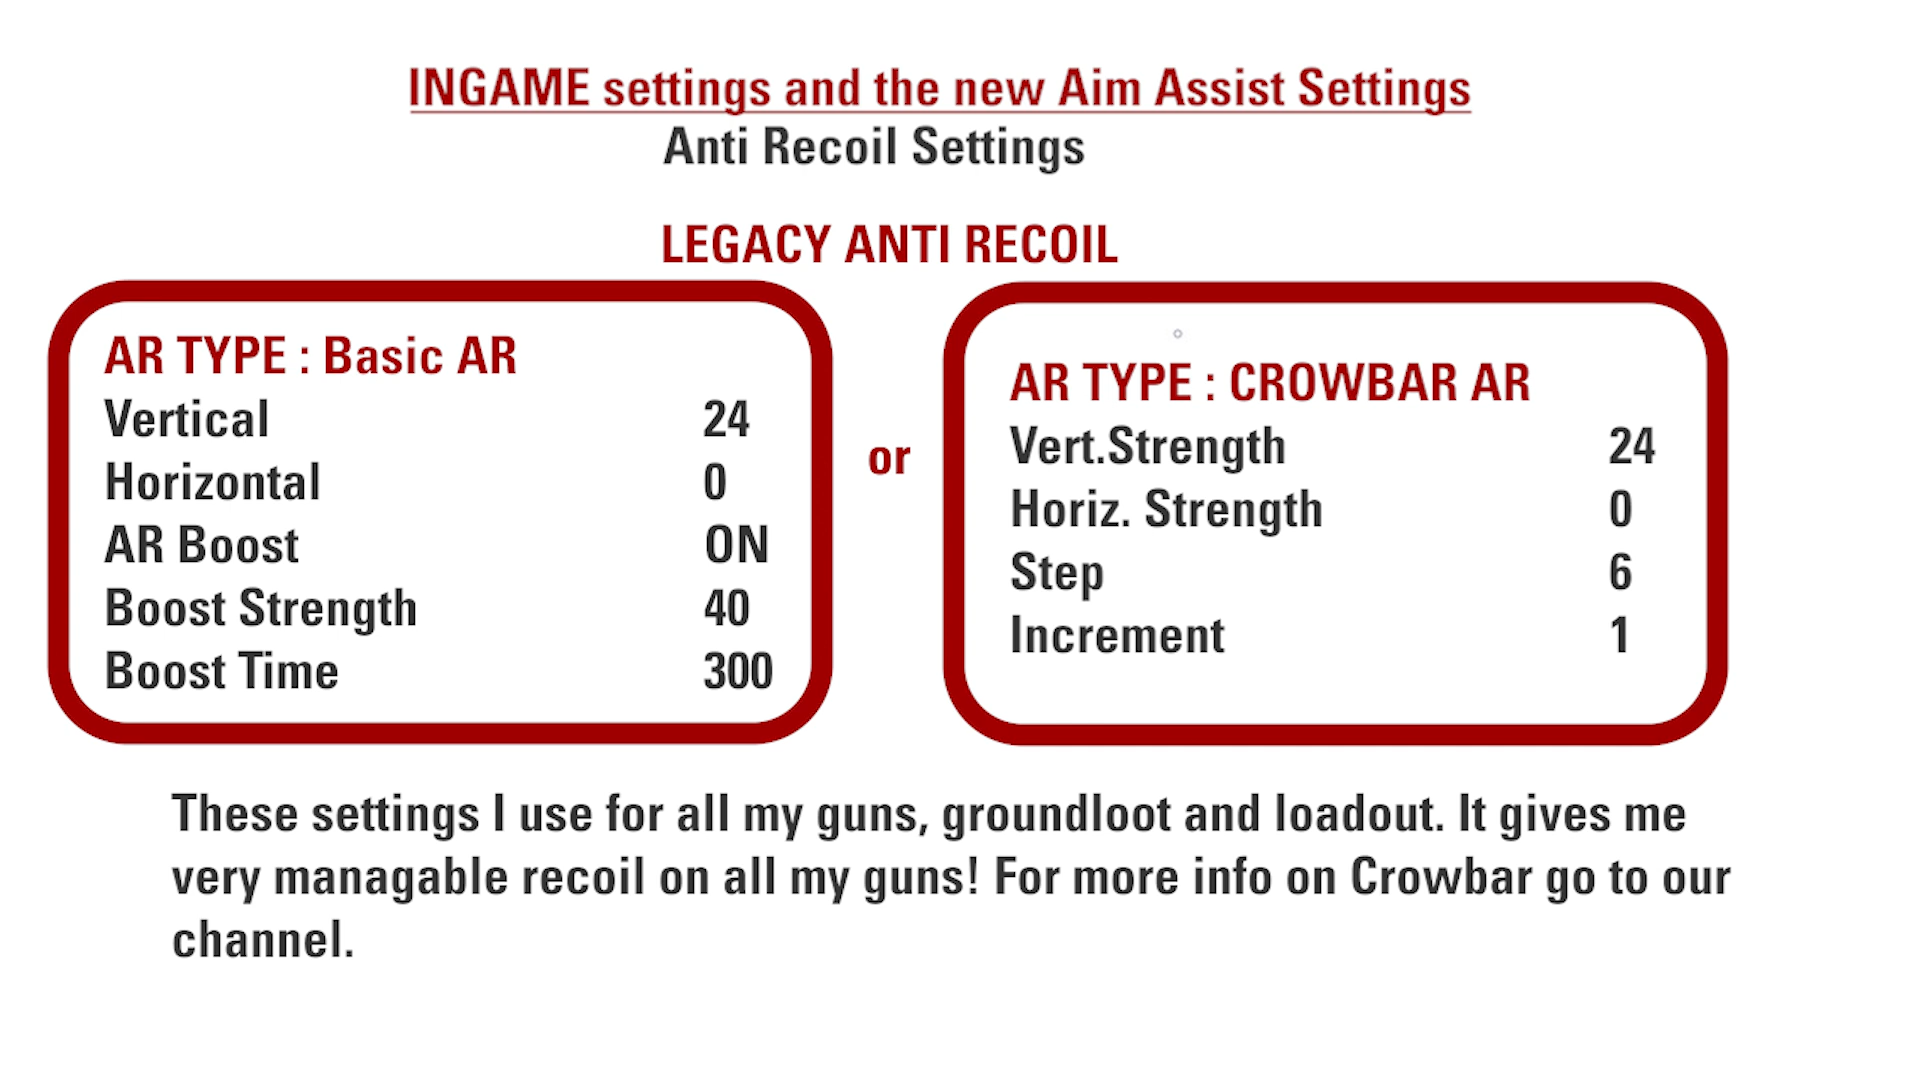 INGAME settings and the new Aim Assist Settings
Anti Recoil Settings
LEGACY ANTI RECOIL
AR TYPE : Basic AR
Vertical 24
Horizontal 0
AR Boost ON
Boost Strength 40
Boost Time 300
or
AR TYPE : CROWBAR AR
Vert.Strength 24
Horiz. Strength 0
Step 6
Increment 1
These settings I use for all my guns, groundloot and loadout. It gives me
very managable recoil on all my guns! For more info on Crowbar go to our
channel.